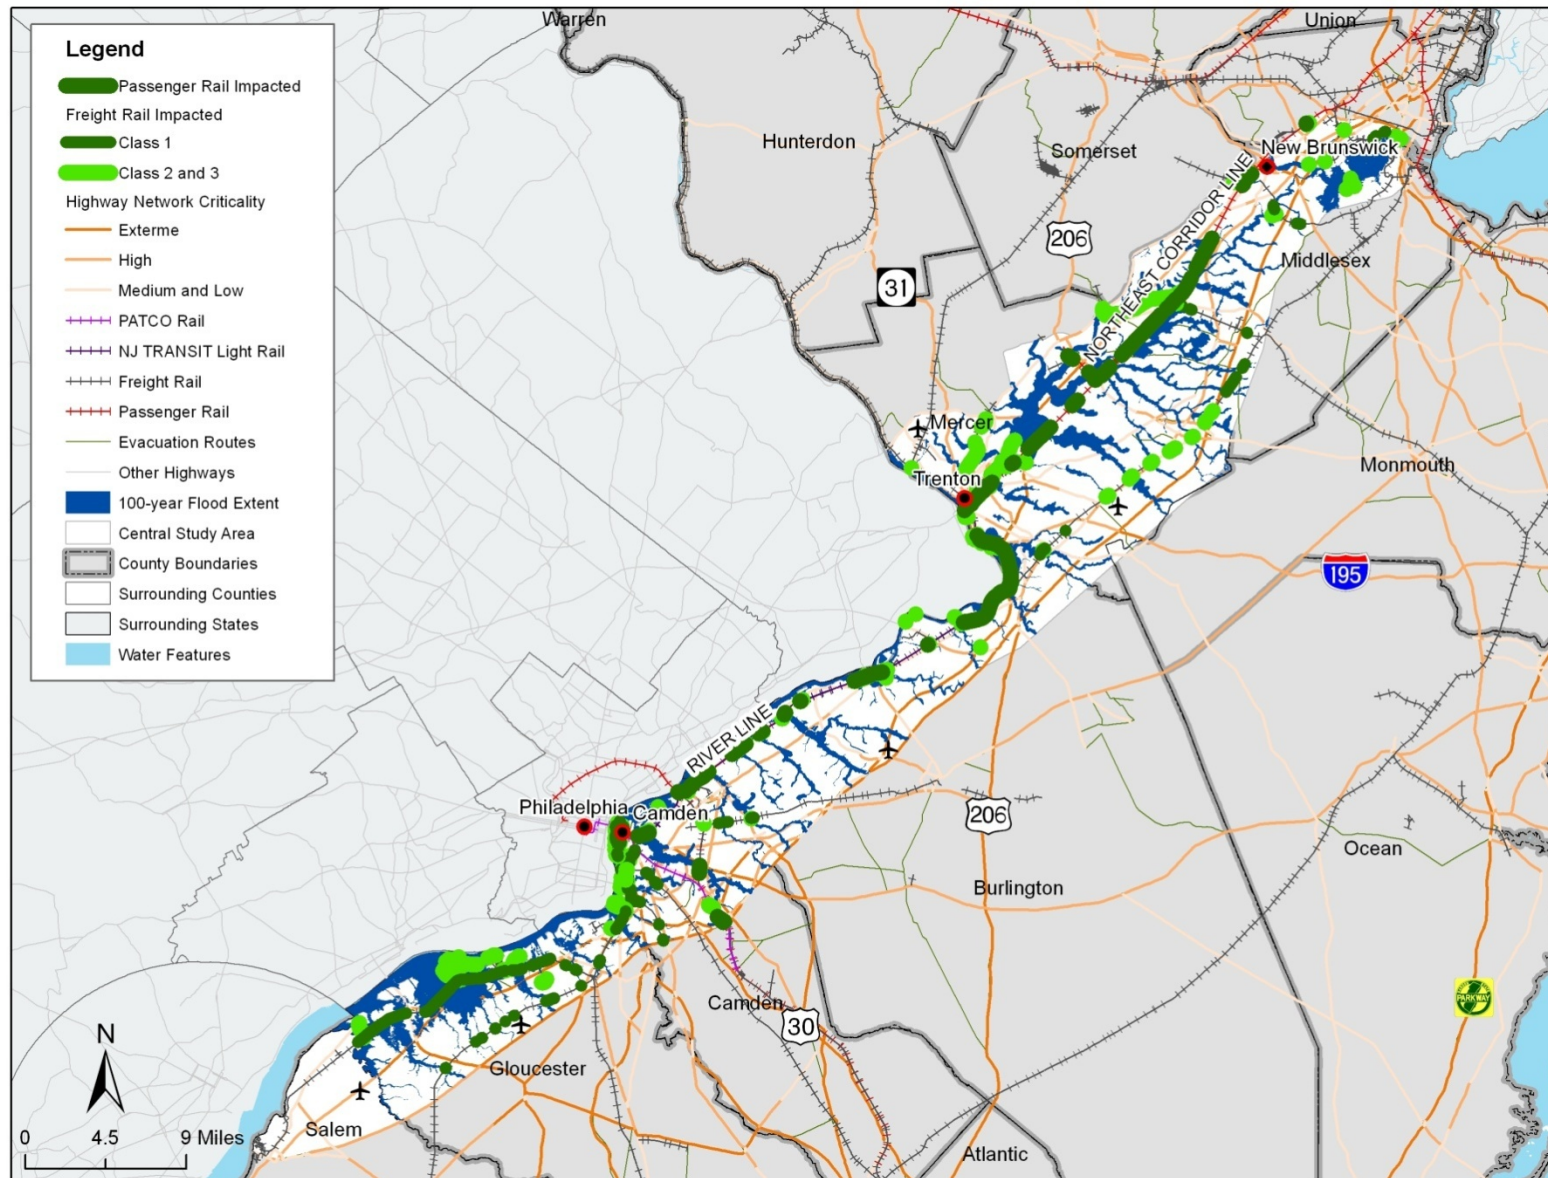 Legend
Passenger Rail Impacted
Freight Rail Impacted
Class 1
Class 2 and 3
Highway Network Criticality
Exterme
High
Medium and Low
PATCO Rail
NJ TRANSIT Light Rail
Freight Rail
Passenger Rail
Evacuation Routes
Other Highways
100-year Flood Extent
Central Study Area
County Boundaries
Surrounding Counties
Surrounding States
Water Features
Warren
Union
Hunterdon
Somerset
New Brunswick
206
31
NORTHEAST CORRIDOR LINE
Middlesex
Mercer
Trenton
Monmouth
195
RIVER LINE
Philadelphia
Camden
206
Ocean
Burlington
PARKWAY
Camden
30
Gloucester
Salem
Atlantic
N
0 4.5 9 Miles